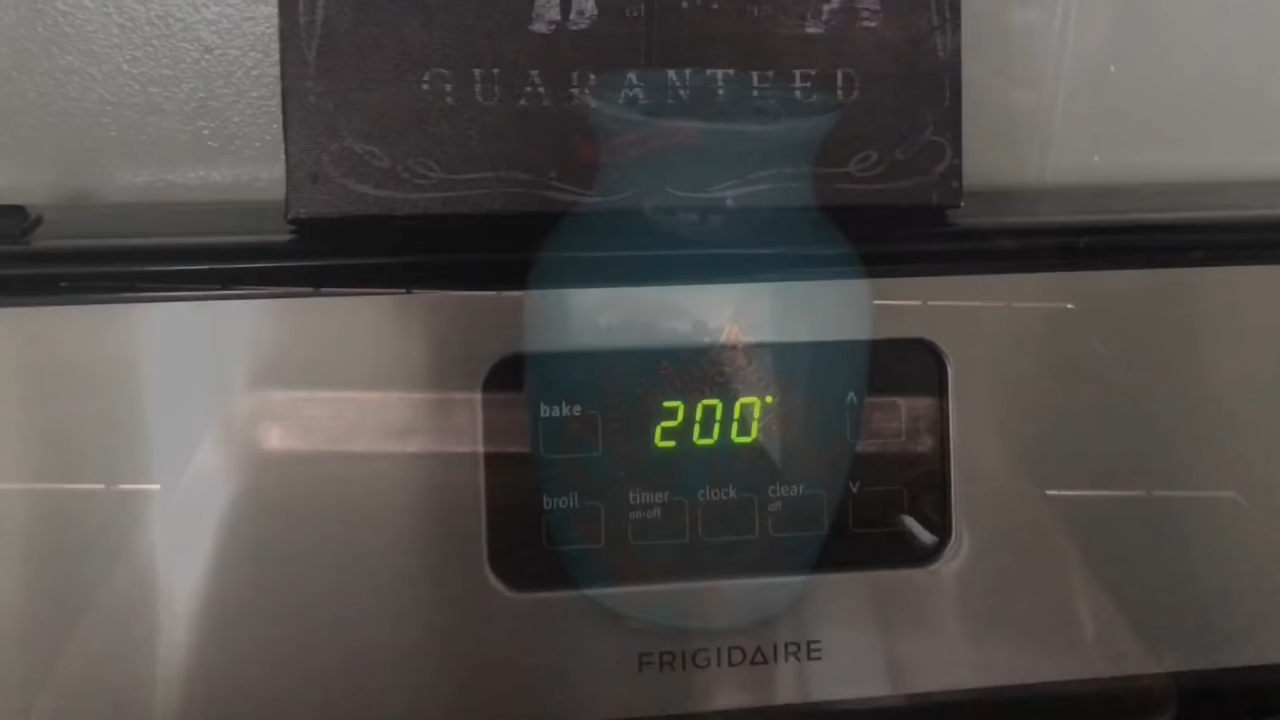 GUARANTEED
bake
200°
broil
timer
on-off
clock
clear
off
FRIGIDAIRE